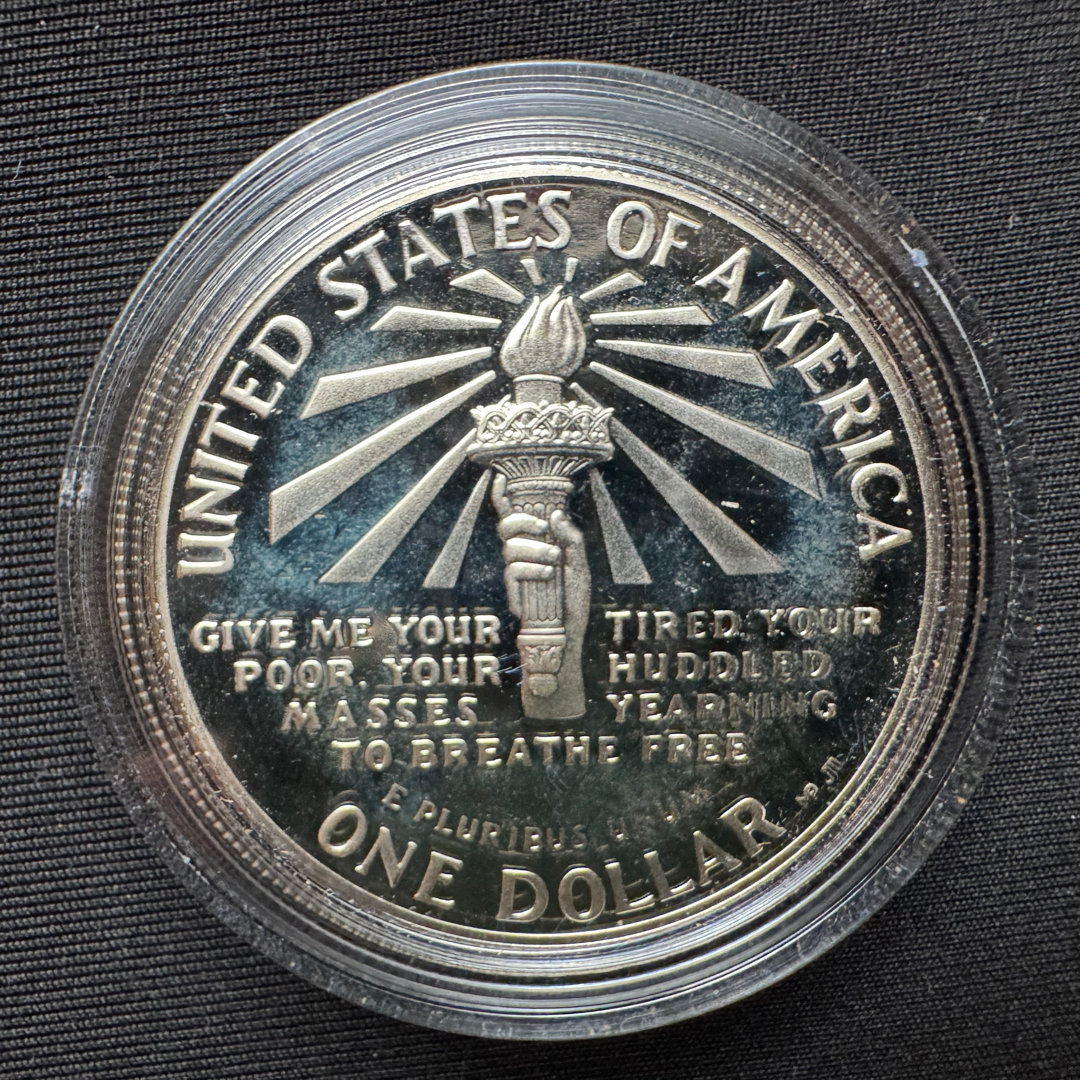 UNITED STATES OF AMERICA
GIVE ME YOUR TIRED. YOUR
POOR. YOUR HUDDLED
MASSES YEARNING
TO BREATHE FREE
E PLURIBUS UNUM
ONE DOLLAR